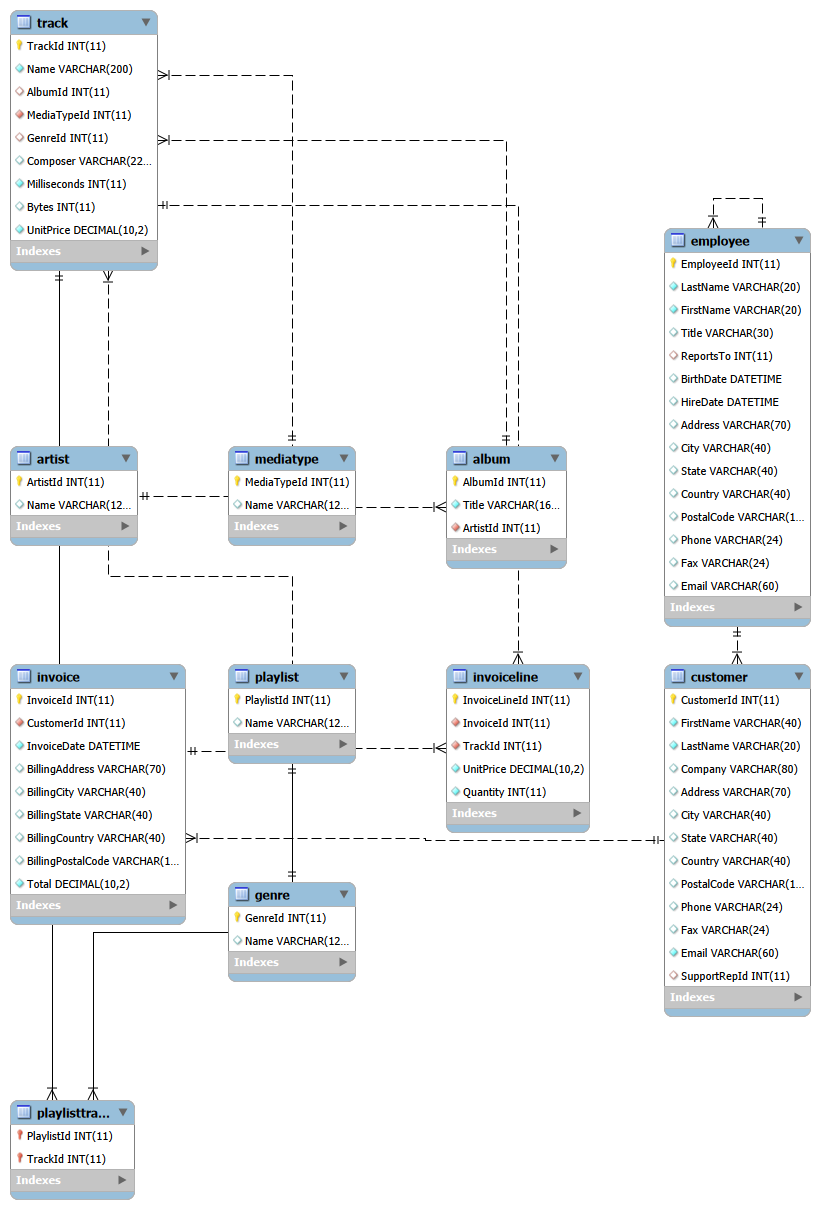 track
TrackId INT(11)
Name VARCHAR(200)
AlbumId INT(11)
MediaTypeId INT(11)
GenreId INT(11)
Composer VARCHAR(22...
Milliseconds INT(11)
Bytes INT(11)
UnitPrice DECIMAL(10,2)
Indexes
employee
EmployeeId INT(11)
LastName VARCHAR(20)
FirstName VARCHAR(20)
Title VARCHAR(30)
ReportsTo INT(11)
BirthDate DATETIME
HireDate DATETIME
Address VARCHAR(70)
City VARCHAR(40)
State VARCHAR(40)
Country VARCHAR(40)
PostalCode VARCHAR(1...
Phone VARCHAR(24)
Fax VARCHAR(24)
Email VARCHAR(60)
Indexes
artist
ArtistId INT(11)
Name VARCHAR(12...
Indexes
mediatype
MediaTypeId INT(11)
Name VARCHAR(12...
Indexes
album
AlbumId INT(11)
Title VARCHAR(16...
ArtistId INT(11)
Indexes
invoice
InvoiceId INT(11)
CustomerId INT(11)
InvoiceDate DATETIME
BillingAddress VARCHAR(70)
BillingCity VARCHAR(40)
BillingState VARCHAR(40)
BillingCountry VARCHAR(40)
BillingPostalCode VARCHAR(1...
Total DECIMAL(10,2)
Indexes
playlist
PlaylistId INT(11)
Name VARCHAR(12...
Indexes
invoiceline
InvoiceLineId INT(11)
InvoiceId INT(11)
TrackId INT(11)
UnitPrice DECIMAL(10,2)
Quantity INT(11)
Indexes
customer
CustomerId INT(11)
FirstName VARCHAR(40)
LastName VARCHAR(20)
Company VARCHAR(80)
Address VARCHAR(70)
City VARCHAR(40)
State VARCHAR(40)
Country VARCHAR(40)
PostalCode VARCHAR(1...
Phone VARCHAR(24)
Fax VARCHAR(24)
Email VARCHAR(60)
SupportRepId INT(11)
Indexes
genre
GenreId INT(11)
Name VARCHAR(12...
Indexes
playlisttra...
PlaylistId INT(11)
TrackId INT(11)
Indexes